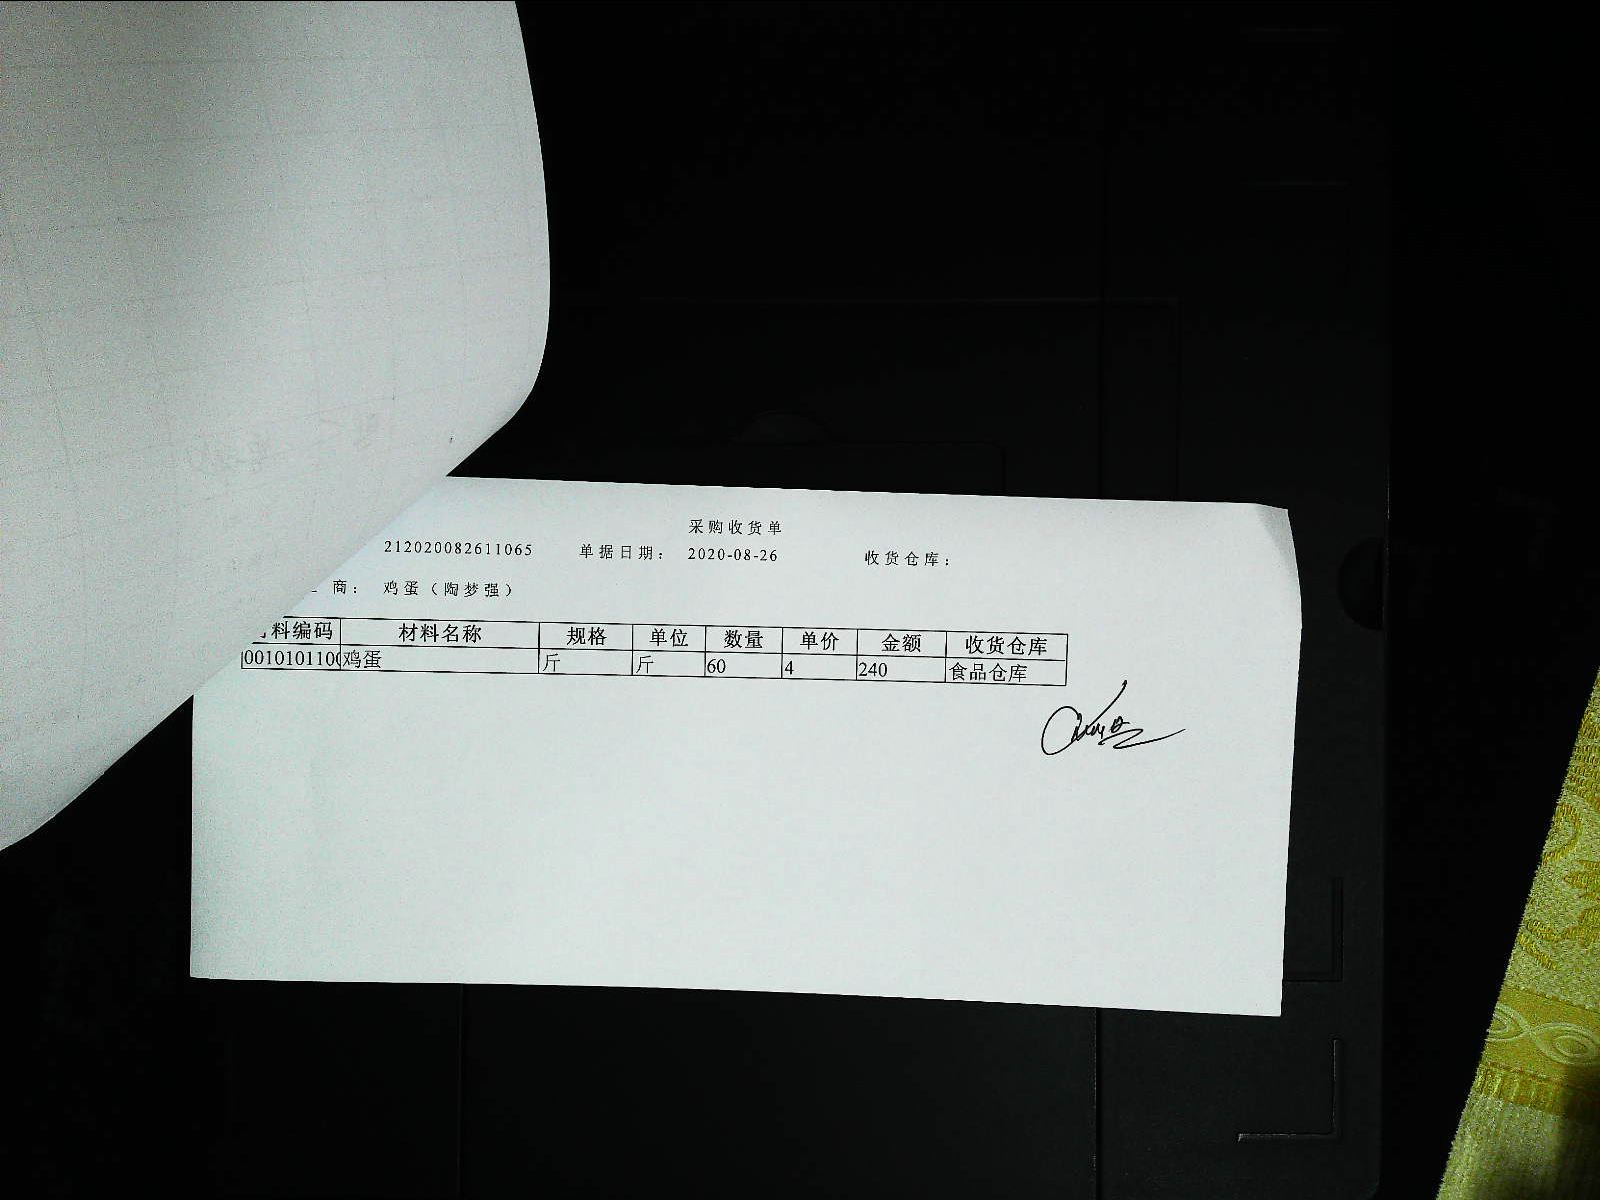 采购收货单
212020082611065 单据日期： 2020-08-26 收货仓库：
商： 鸡蛋（陶梦强）
料编码 材料名称 规格 单位 数量 单价 金额 收货仓库
0010101100 鸡蛋 斤 斤 60 4 240 食品仓库